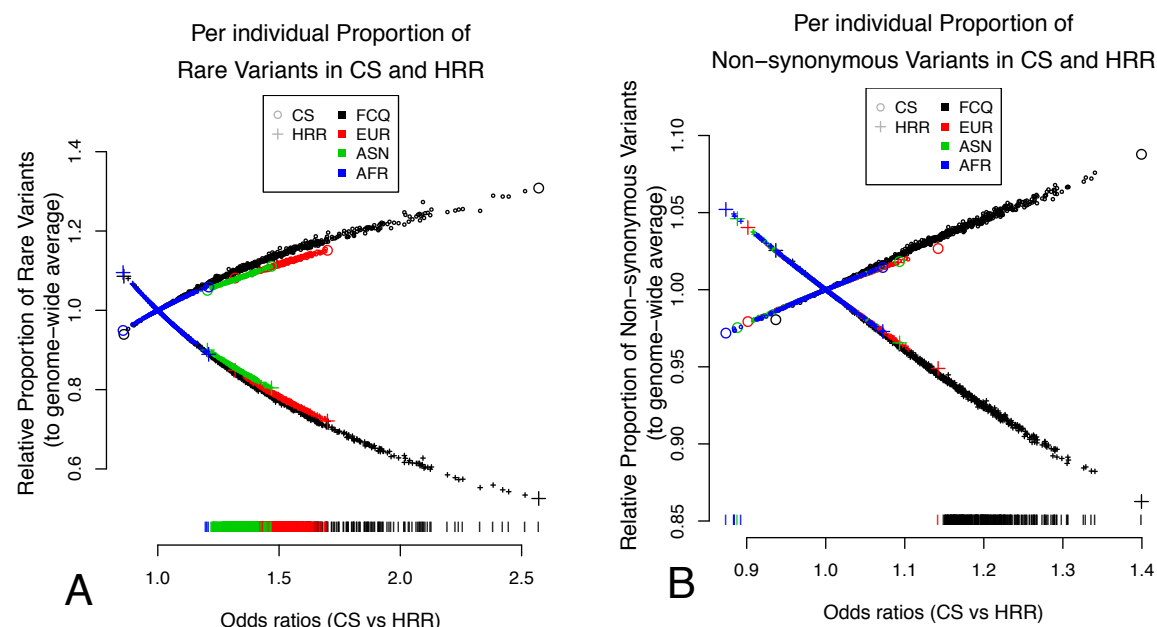 Per individual Proportion of
Rare Variants in CS and HRR
CS
HRR
FCQ
EUR
ASN
AFR
Relative Proportion of Rare Variants
(to genome-wide average)
1.4
1.2
1.0
0.8
0.6
1.0 1.5 2.0 2.5
Odds ratios (CS vs HRR)
A
Per individual Proportion of
Non−synonymous Variants in CS and HRR
CS
HRR
FCQ
EUR
ASN
AFR
Relative Proportion of Non-synonymous Variants
(to genome-wide average)
1.10
1.05
1.00
0.95
0.90
0.85
0.9 1.0 1.1 1.2 1.3 1.4
Odds ratios (CS vs HRR)
B